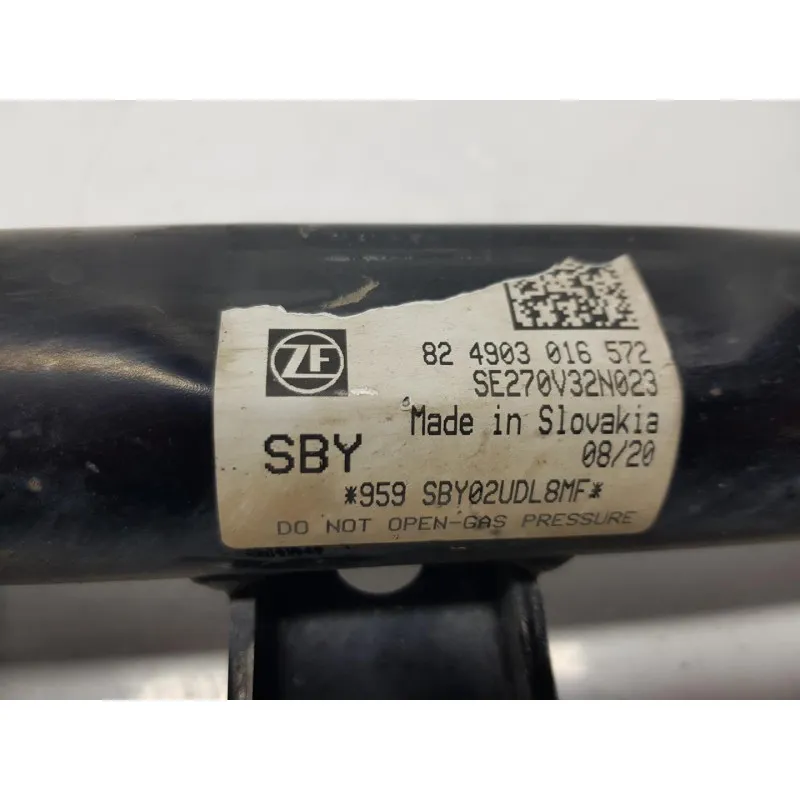 ZF
82 4903 016 572
SE270V32N023
Made in Slovakia
SBY
08/20
*959 SBY02UDL8MF*
DO NOT OPEN-GAS PRESSURE